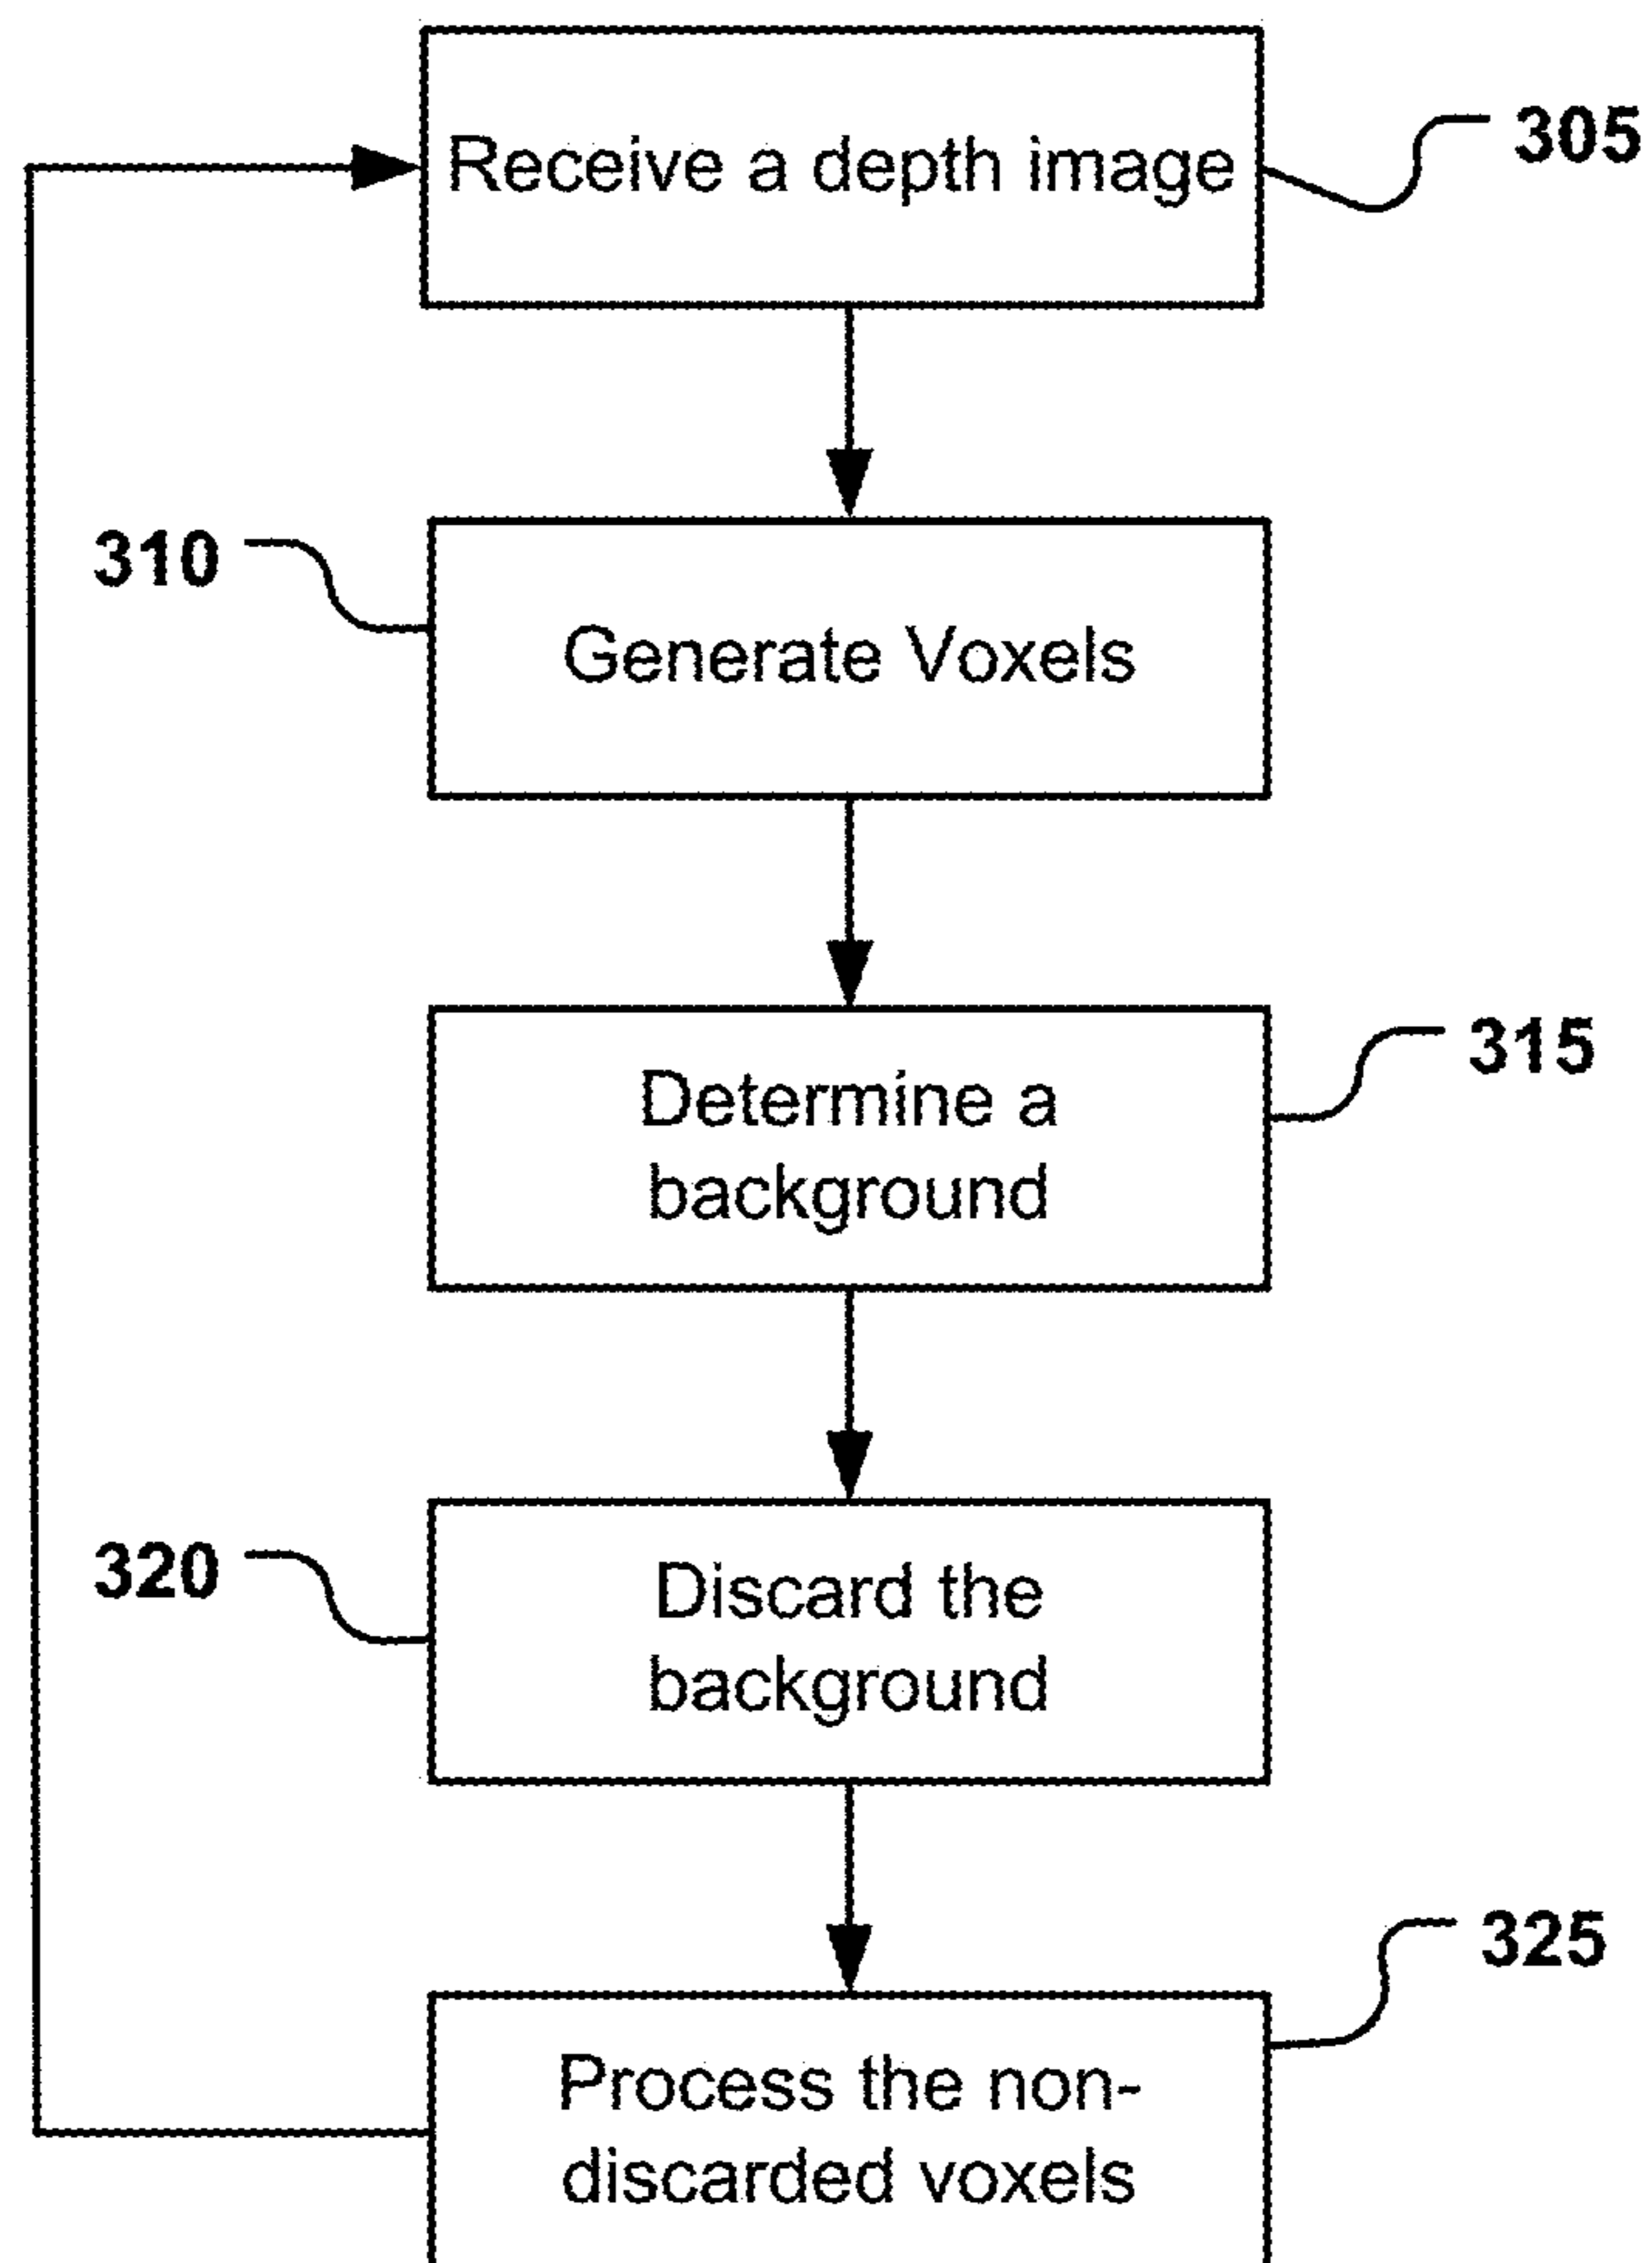 Receive a depth image
305
310
Generate Voxels
315
Determine a
background
320
Discard the
background
325
Process the non-
discarded voxels